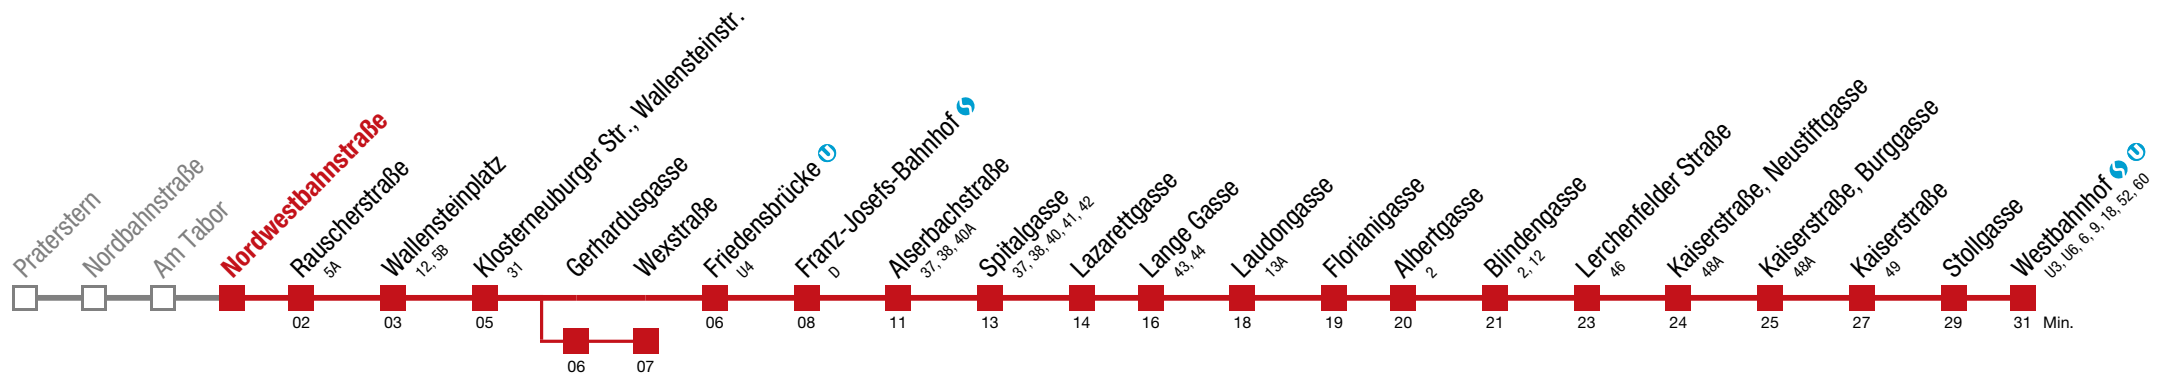 Praterstern
Nordbahnstraße
Am Tabor
Nordwestbahnstraße
Rauscherstraße
5A
Wallensteinplatz
12, 5B
Klosterneuburger Str., Wallensteinstr.
31
Gerhardusgasse
Wexstraße
Friedensbrücke U
U4
Franz-Josefs-Bahnhof S
D
Alserbachstraße
37, 38, 40A
Spitalgasse
37, 38, 40, 41, 42
Lazarettgasse
Lange Gasse
43, 44
Laudongasse
13A
Florianigasse
Albertgasse
2
Blindengasse
2, 12
Lerchenfelder Straße
46
Kaiserstraße, Neustiftgasse
48A
Kaiserstraße, Burggasse
48A
Kaiserstraße
49
Stollgasse
Westbahnhof S U
U3, U6, 6, 9, 18, 52, 60
02 03 05 06 08 11 13 14 16 18 19 20 21 23 24 25 27 29 31 Min.
06 07